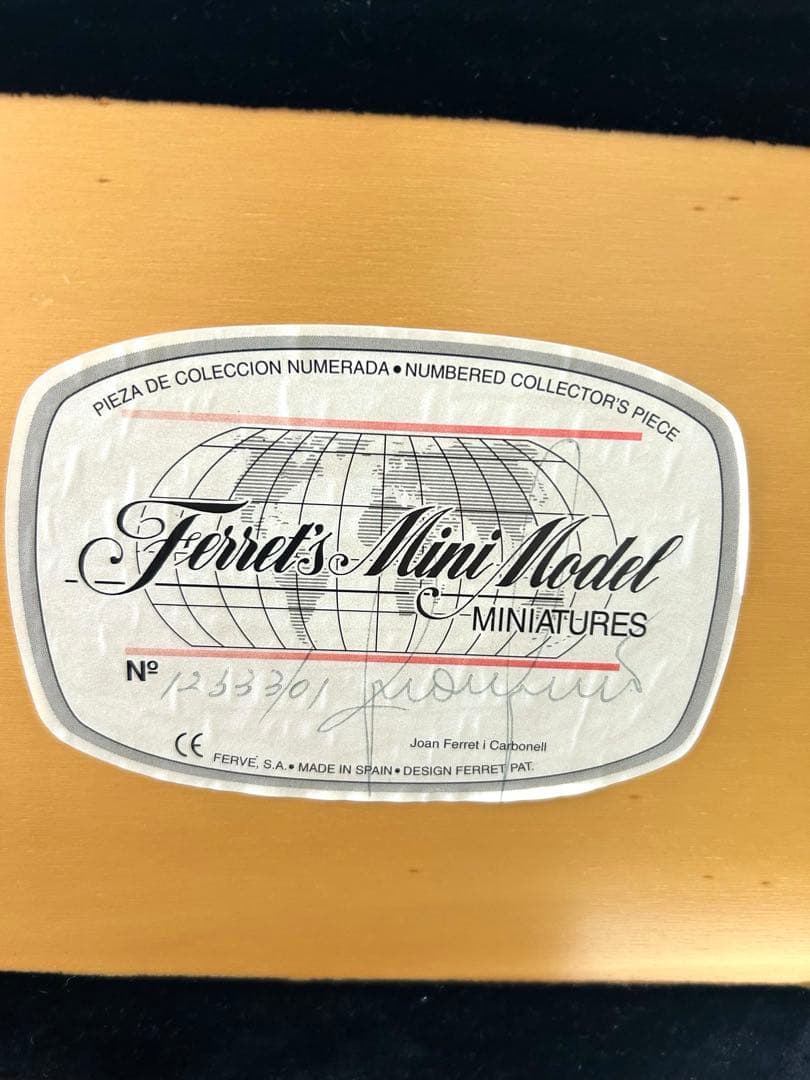 PIEZA DE COLECCION NUMERADA • NUMBERED COLLECTOR'S PIECE
Ferret's Mini Model
MINIATURES
Nº 12333/01
Joan Ferret i Carbonell
CE
FERVE, S.A. • MADE IN SPAIN • DESIGN FERRET PAT.